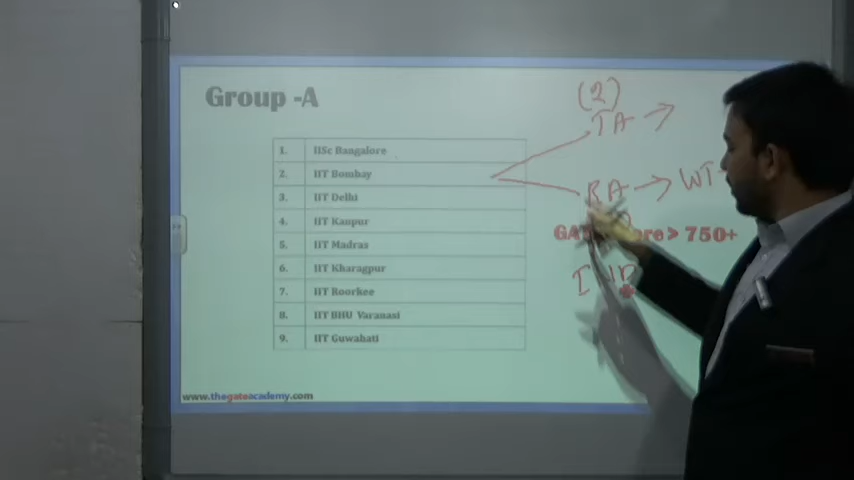 Group -A
1. IISc Bangalore
2. IIT Bombay
3. IIT Delhi
4. IIT Kanpur
5. IIT Madras
6. IIT Kharagpur
7. IIT Roorkee
8. IIT BHU Varanasi
9. IIT Guwahati
(2)
TA →
RA → WT
> 750+
www.thegateacademy.com